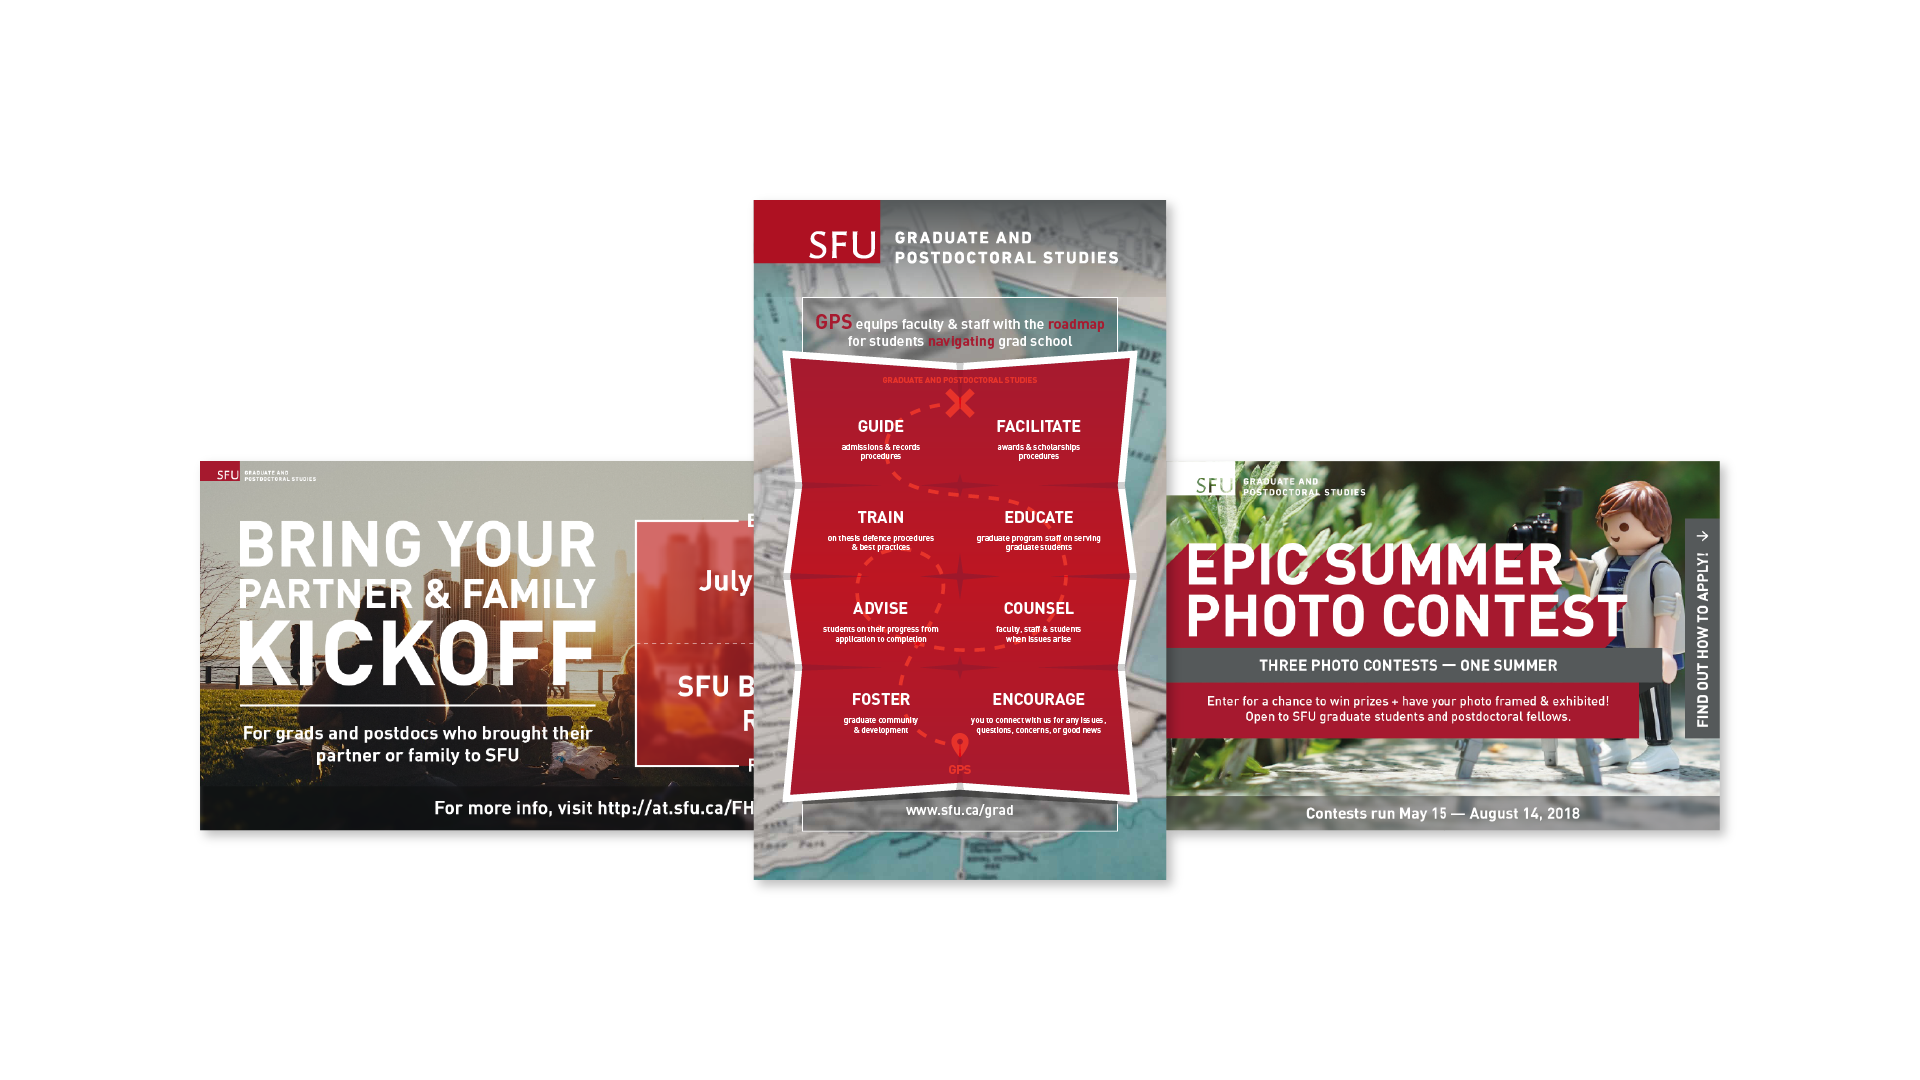 SFU
GRADUATE AND
POSTDOCTORAL STUDIES
BRING YOUR
PARTNER & FAMILY
KICKOFF
For grads and postdocs who brought their
partner or family to SFU
July
SFU B
R
For more info, visit http://at.sfu.ca/FH
SFU
GRADUATE AND
POSTDOCTORAL STUDIES
GPS equips faculty & staff with the roadmap
for students navigating grad school
GRADUATE AND POSTDOCTORAL STUDIES
GUIDE
admissions & records
procedures
FACILITATE
awards & scholarships
procedures
TRAIN
on thesis defence procedures
& best practices
EDUCATE
graduate program staff on serving
graduate students
ADVISE
students on their progress from
application to completion
COUNSEL
faculty, staff & students
when issues arise
FOSTER
graduate community
& development
ENCOURAGE
you to connect with us for any issues,
questions, concerns, or good news
GPS
www.sfu.ca/grad
SFU
GRADUATE AND
POSTDOCTORAL STUDIES
EPIC SUMMER
PHOTO CONTEST
THREE PHOTO CONTESTS — ONE SUMMER
Enter for a chance to win prizes + have your photo framed & exhibited!
Open to SFU graduate students and postdoctoral fellows.
FIND OUT HOW TO APPLY!
Contests run May 15 — August 14, 2018